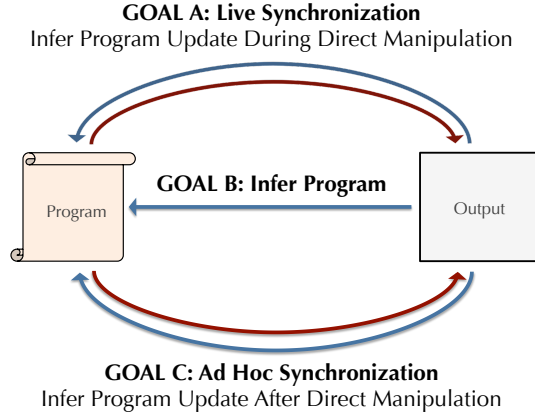 GOAL A: Live Synchronization
Infer Program Update During Direct Manipulation
GOAL B: Infer Program
Program
Output
GOAL C: Ad Hoc Synchronization
Infer Program Update After Direct Manipulation